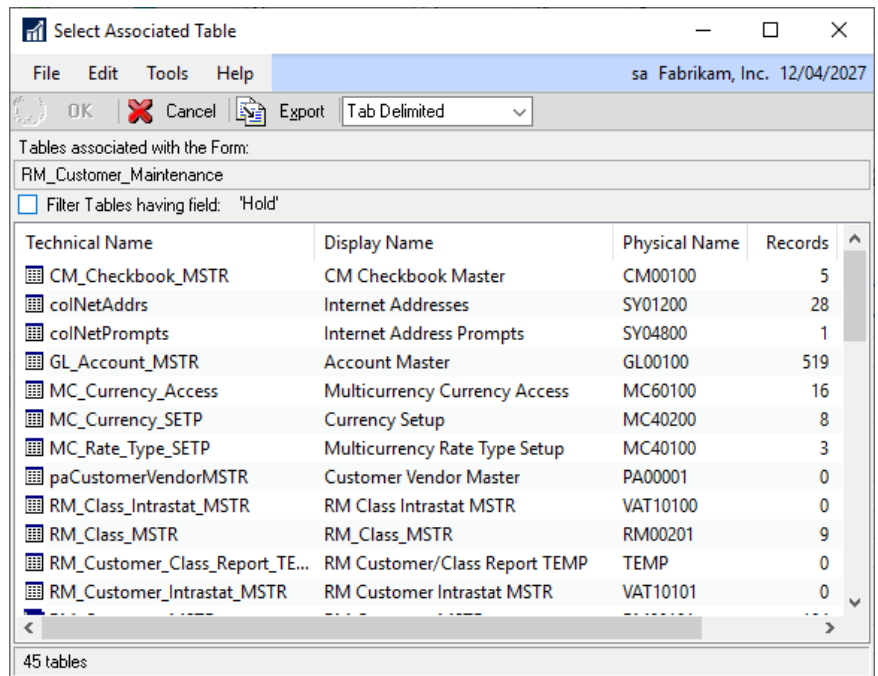 Select Associated Table
File Edit Tools Help sa Fabrikam, Inc. 12/04/2027
OK Cancel Export Tab Delimited
Tables associated with the Form:
RM_Customer_Maintenance
Filter Tables having field: 'Hold'
Technical Name Display Name Physical Name Records
CM_Checkbook_MSTR CM Checkbook Master CM00100 5
colNetAddrs Internet Addresses SY01200 28
colNetPrompts Internet Address Prompts SY04800 1
GL_Account_MSTR Account Master GL00100 519
MC_Currency_Access Multicurrency Currency Access MC60100 16
MC_Currency_SETP Currency Setup MC40200 8
MC_Rate_Type_SETP Multicurrency Rate Type Setup MC40100 3
paCustomerVendorMSTR Customer Vendor Master PA00001 0
RM_Class_Intrastat_MSTR RM Class Intrastat MSTR VAT10100 0
RM_Class_MSTR RM_Class_MSTR RM00201 9
RM_Customer_Class_Report_TE... RM Customer/Class Report TEMP TEMP 0
RM_Customer_Intrastat_MSTR RM Customer Intrastat MSTR VAT10101 0
45 tables